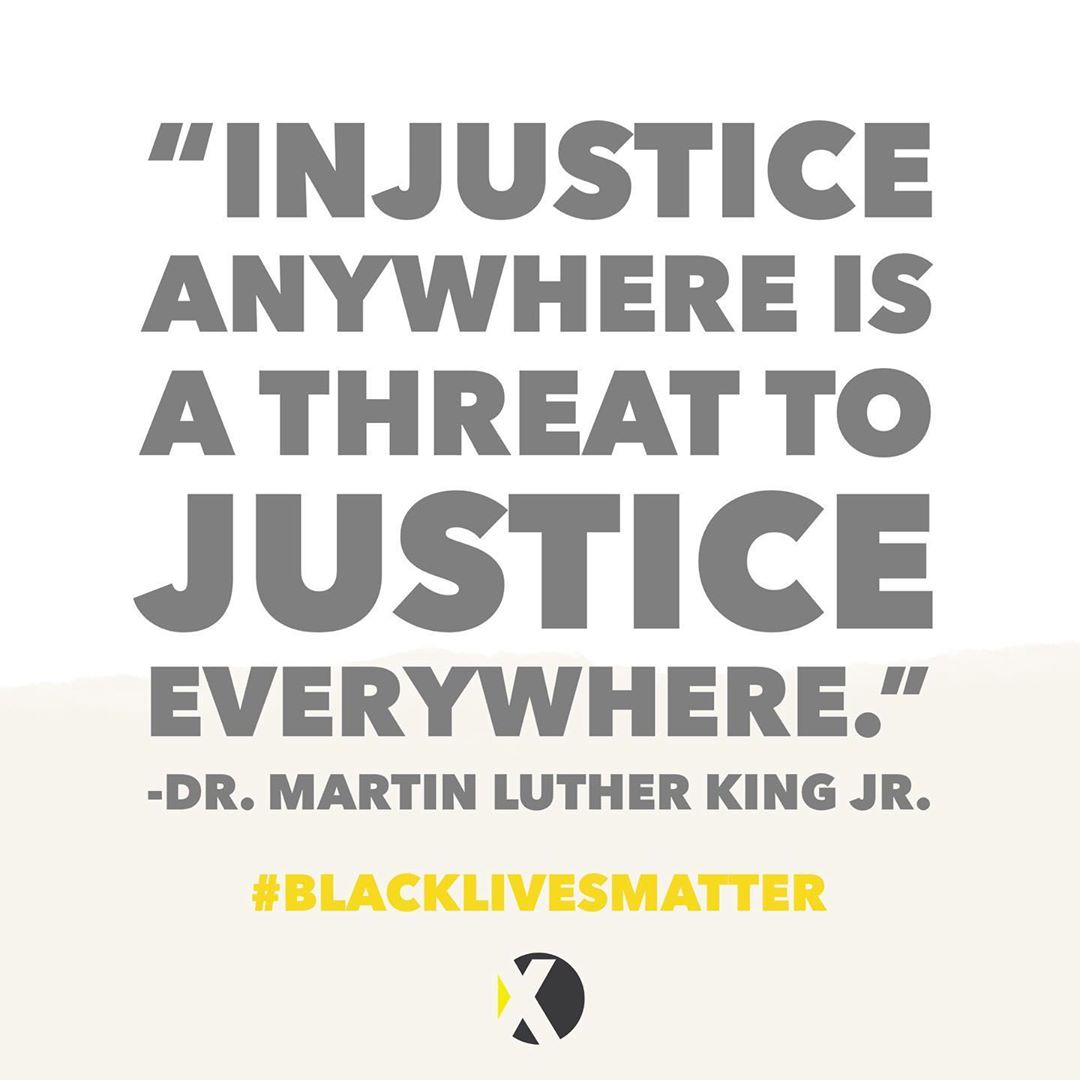 "INJUSTICE
ANYWHERE IS
A THREAT TO
JUSTICE
EVERYWHERE."
-DR. MARTIN LUTHER KING JR.
#BLACKLIVESMATTER
X